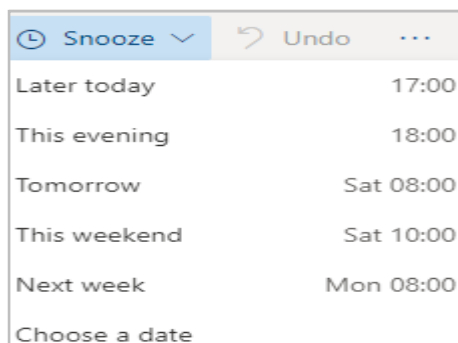 Snooze Undo ...
Later today 17:00
This evening 18:00
Tomorrow Sat 08:00
This weekend Sat 10:00
Next week Mon 08:00
Choose a date